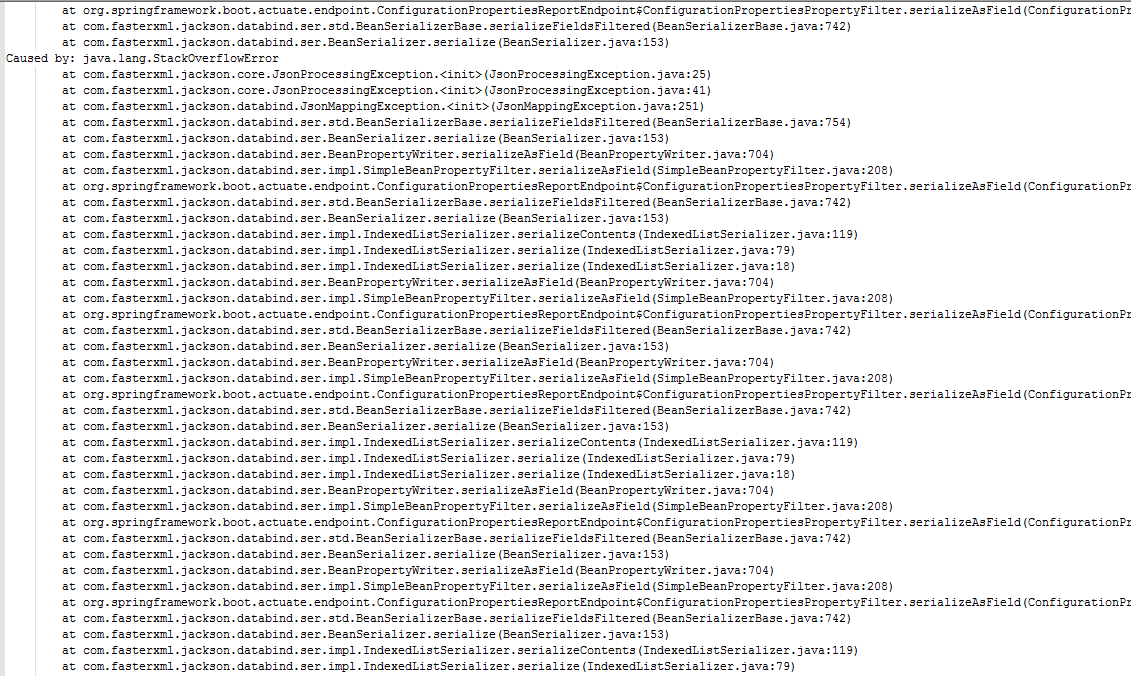 at org.springframework.boot.actuate.endpoint.ConfigurationPropertiesReportEndpoint$ConfigurationPropertiesPropertyFilter.serializeAsField(ConfigurationPr
at com.fasterxml.jackson.databind.ser.std.BeanSerializerBase.serializeFieldsFiltered(BeanSerializerBase.java:742)
at com.fasterxml.jackson.databind.ser.BeanSerializer.serialize(BeanSerializer.java:153)
Caused by: java.lang.StackOverflowError
at com.fasterxml.jackson.core.JsonProcessingException.<init>(JsonProcessingException.java:25)
at com.fasterxml.jackson.core.JsonProcessingException.<init>(JsonProcessingException.java:41)
at com.fasterxml.jackson.databind.JsonMappingException.<init>(JsonMappingException.java:251)
at com.fasterxml.jackson.databind.ser.std.BeanSerializerBase.serializeFieldsFiltered(BeanSerializerBase.java:754)
at com.fasterxml.jackson.databind.ser.BeanSerializer.serialize(BeanSerializer.java:153)
at com.fasterxml.jackson.databind.ser.BeanPropertyWriter.serializeAsField(BeanPropertyWriter.java:704)
at com.fasterxml.jackson.databind.ser.impl.SimpleBeanPropertyFilter.serializeAsField(SimpleBeanPropertyFilter.java:208)
at org.springframework.boot.actuate.endpoint.ConfigurationPropertiesReportEndpoint$ConfigurationPropertiesPropertyFilter.serializeAsField(ConfigurationPr
at com.fasterxml.jackson.databind.ser.std.BeanSerializerBase.serializeFieldsFiltered(BeanSerializerBase.java:742)
at com.fasterxml.jackson.databind.ser.BeanSerializer.serialize(BeanSerializer.java:153)
at com.fasterxml.jackson.databind.ser.impl.IndexedListSerializer.serializeContents(IndexedListSerializer.java:119)
at com.fasterxml.jackson.databind.ser.impl.IndexedListSerializer.serialize(IndexedListSerializer.java:79)
at com.fasterxml.jackson.databind.ser.impl.IndexedListSerializer.serialize(IndexedListSerializer.java:18)
at com.fasterxml.jackson.databind.ser.BeanPropertyWriter.serializeAsField(BeanPropertyWriter.java:704)
at com.fasterxml.jackson.databind.ser.impl.SimpleBeanPropertyFilter.serializeAsField(SimpleBeanPropertyFilter.java:208)
at org.springframework.boot.actuate.endpoint.ConfigurationPropertiesReportEndpoint$ConfigurationPropertiesPropertyFilter.serializeAsField(ConfigurationPr
at com.fasterxml.jackson.databind.ser.std.BeanSerializerBase.serializeFieldsFiltered(BeanSerializerBase.java:742)
at com.fasterxml.jackson.databind.ser.BeanSerializer.serialize(BeanSerializer.java:153)
at com.fasterxml.jackson.databind.ser.BeanPropertyWriter.serializeAsField(BeanPropertyWriter.java:704)
at com.fasterxml.jackson.databind.ser.impl.SimpleBeanPropertyFilter.serializeAsField(SimpleBeanPropertyFilter.java:208)
at org.springframework.boot.actuate.endpoint.ConfigurationPropertiesReportEndpoint$ConfigurationPropertiesPropertyFilter.serializeAsField(ConfigurationPr
at com.fasterxml.jackson.databind.ser.std.BeanSerializerBase.serializeFieldsFiltered(BeanSerializerBase.java:742)
at com.fasterxml.jackson.databind.ser.BeanSerializer.serialize(BeanSerializer.java:153)
at com.fasterxml.jackson.databind.ser.impl.IndexedListSerializer.serializeContents(IndexedListSerializer.java:119)
at com.fasterxml.jackson.databind.ser.impl.IndexedListSerializer.serialize(IndexedListSerializer.java:79)
at com.fasterxml.jackson.databind.ser.impl.IndexedListSerializer.serialize(IndexedListSerializer.java:18)
at com.fasterxml.jackson.databind.ser.BeanPropertyWriter.serializeAsField(BeanPropertyWriter.java:704)
at com.fasterxml.jackson.databind.ser.impl.SimpleBeanPropertyFilter.serializeAsField(SimpleBeanPropertyFilter.java:208)
at org.springframework.boot.actuate.endpoint.ConfigurationPropertiesReportEndpoint$ConfigurationPropertiesPropertyFilter.serializeAsField(ConfigurationPr
at com.fasterxml.jackson.databind.ser.std.BeanSerializerBase.serializeFieldsFiltered(BeanSerializerBase.java:742)
at com.fasterxml.jackson.databind.ser.BeanSerializer.serialize(BeanSerializer.java:153)
at com.fasterxml.jackson.databind.ser.BeanPropertyWriter.serializeAsField(BeanPropertyWriter.java:704)
at com.fasterxml.jackson.databind.ser.impl.SimpleBeanPropertyFilter.serializeAsField(SimpleBeanPropertyFilter.java:208)
at org.springframework.boot.actuate.endpoint.ConfigurationPropertiesReportEndpoint$ConfigurationPropertiesPropertyFilter.serializeAsField(ConfigurationPr
at com.fasterxml.jackson.databind.ser.std.BeanSerializerBase.serializeFieldsFiltered(BeanSerializerBase.java:742)
at com.fasterxml.jackson.databind.ser.BeanSerializer.serialize(BeanSerializer.java:153)
at com.fasterxml.jackson.databind.ser.impl.IndexedListSerializer.serializeContents(IndexedListSerializer.java:119)
at com.fasterxml.jackson.databind.ser.impl.IndexedListSerializer.serialize(IndexedListSerializer.java:79)